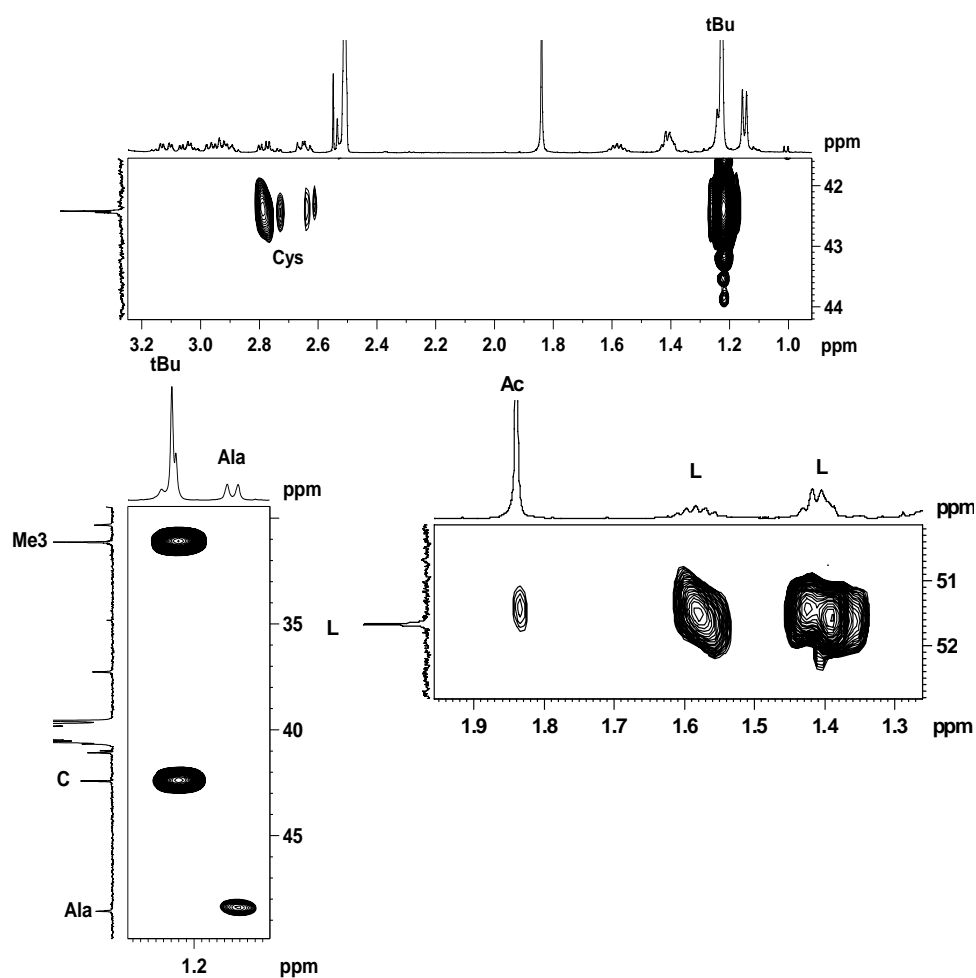 tBu
ppm
42
43
44
Cys
3.2 3.0 2.8 2.6 2.4 2.2 2.0 1.8 1.6 1.4 1.2 1.0 ppm
tBu
Ala
ppm
Me3
35
40
C
45
Ala
1.2 ppm
Ac
L
L
ppm
51
L
52
1.9 1.8 1.7 1.6 1.5 1.4 1.3 ppm